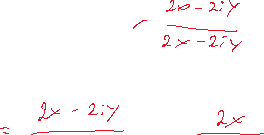 , 2x - 2iy
2x - 2iy
= 2x - 2iy 2x